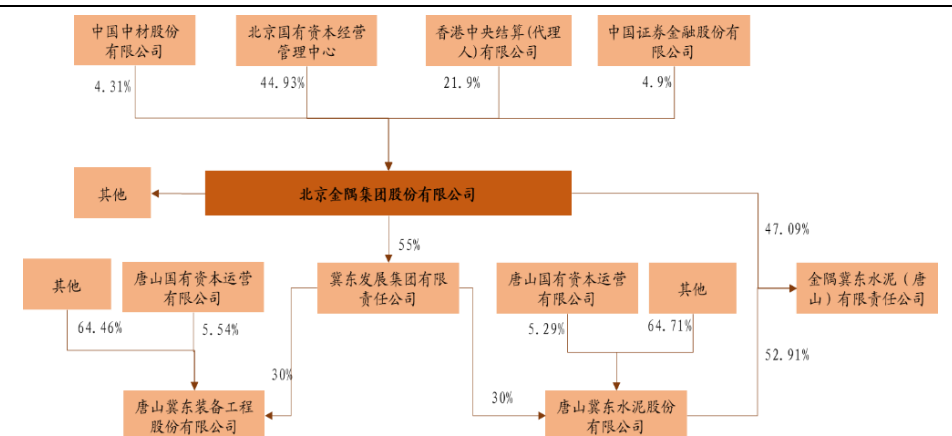 中国中材股份
有限公司
北京国有资本经营
管理中心
香港中央结算(代理
人)有限公司
中国证券金融股份有
限公司
4.31%
44.93%
21.9%
4.9%
其他
北京金隅集团股份有限公司
47.09%
55%
其他
唐山国有资本运营
有限公司
冀东发展集团有限
责任公司
唐山国有资本运营
有限公司
其他
金隅冀东水泥（唐
山）有限责任公司
64.46%
5.54%
5.29%
64.71%
52.91%
30%
30%
唐山冀东装备工程
股份有限公司
唐山冀东水泥股份
有限公司